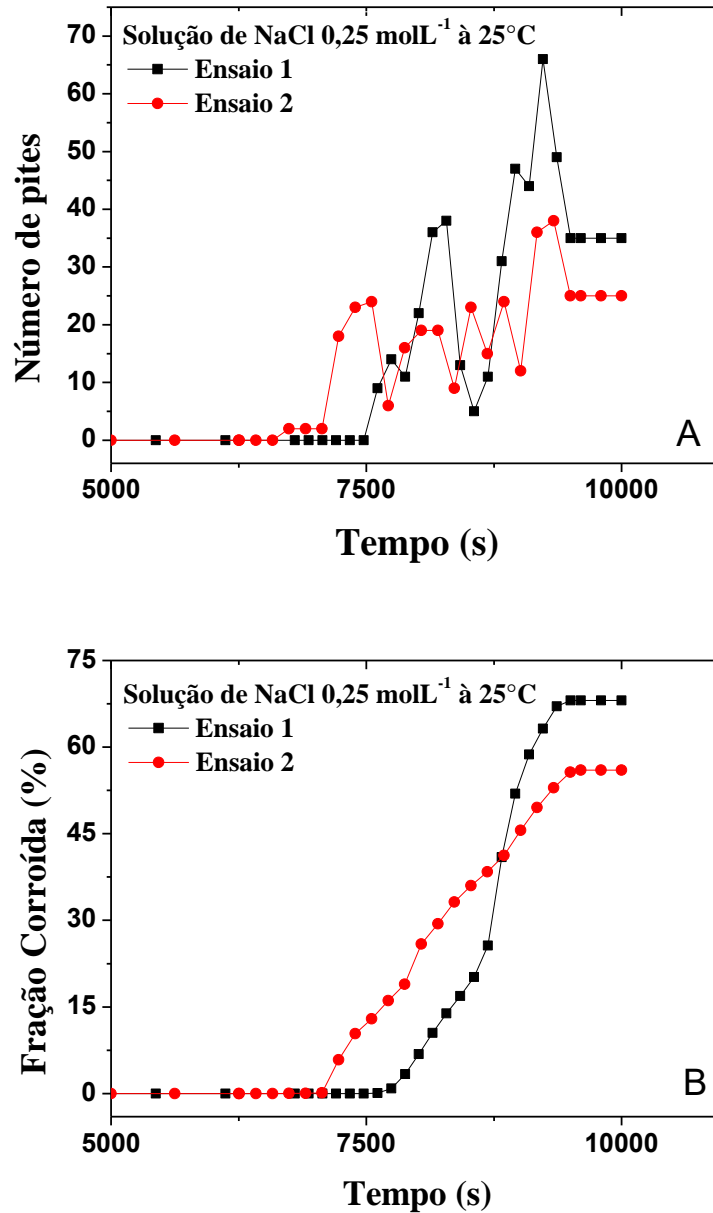 70
60
50
40
30
20
10
0
Número de pites
Solução de NaCl 0,25 molL⁻¹ à 25°C
Ensaio 1
Ensaio 2
A
5000
7500
10000
Tempo (s)
75
60
45
30
15
0
Fração Corroída (%)
Solução de NaCl 0,25 molL⁻¹ à 25°C
Ensaio 1
Ensaio 2
B
5000
7500
10000
Tempo (s)